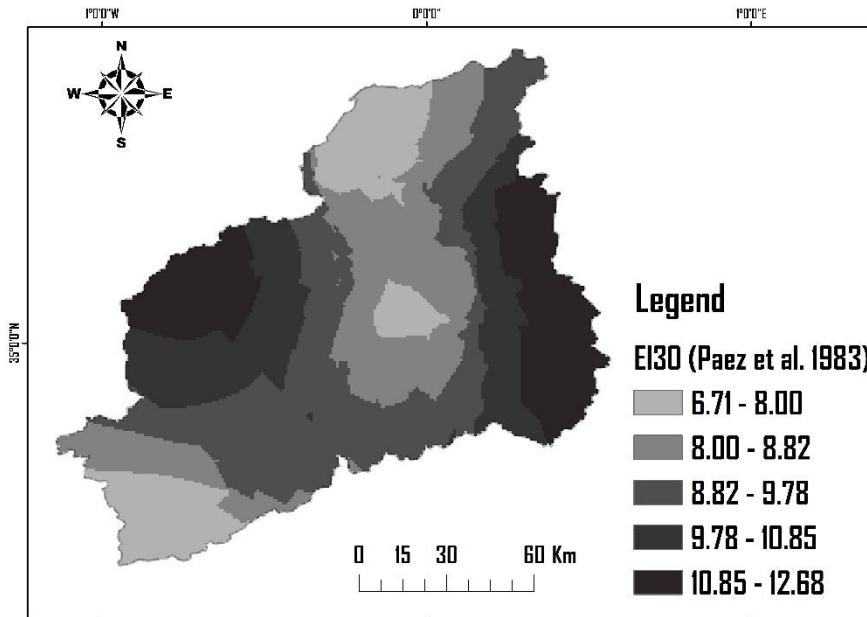 1°0'0"W 0°0'0" 1°0'0"E
N
W E
S
35°0'0"N
Legend
EI30 (Paez et al. 1983)
6.71 - 8.00
8.00 - 8.82
8.82 - 9.78
9.78 - 10.85
10.85 - 12.68
0 15 30 60 Km